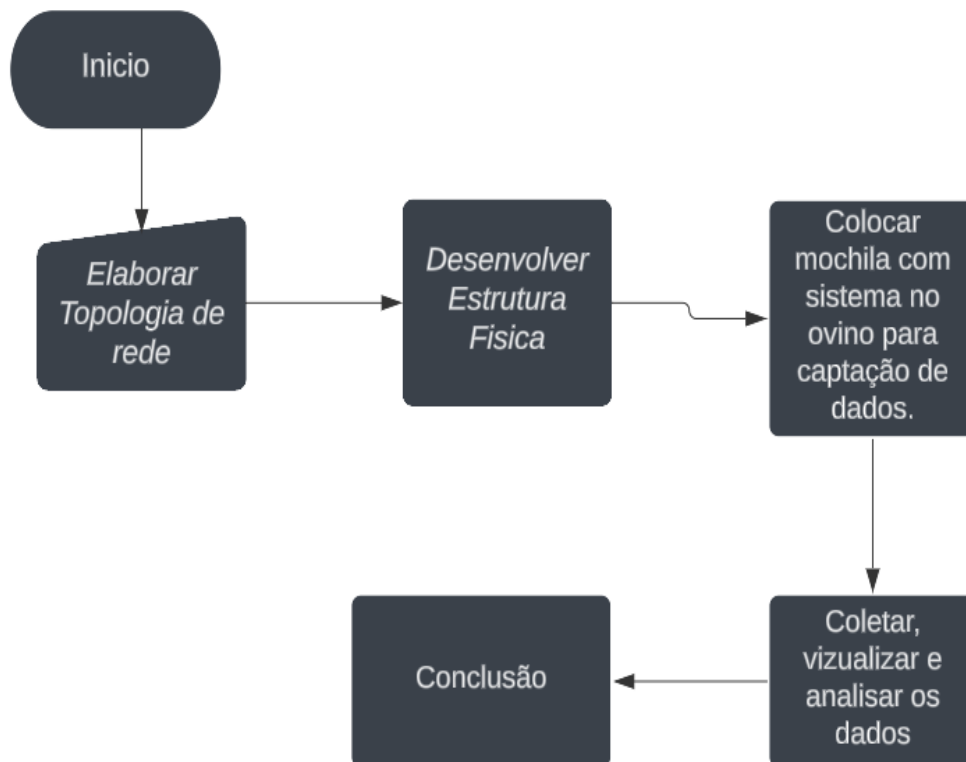 Inicio
Elaborar
Topologia de
rede
Desenvolver
Estrutura
Fisica
Colocar
mochila com
sistema no
ovino para
captação de
dados.
Coletar,
vizualizar e
analisar os
dados
Conclusão